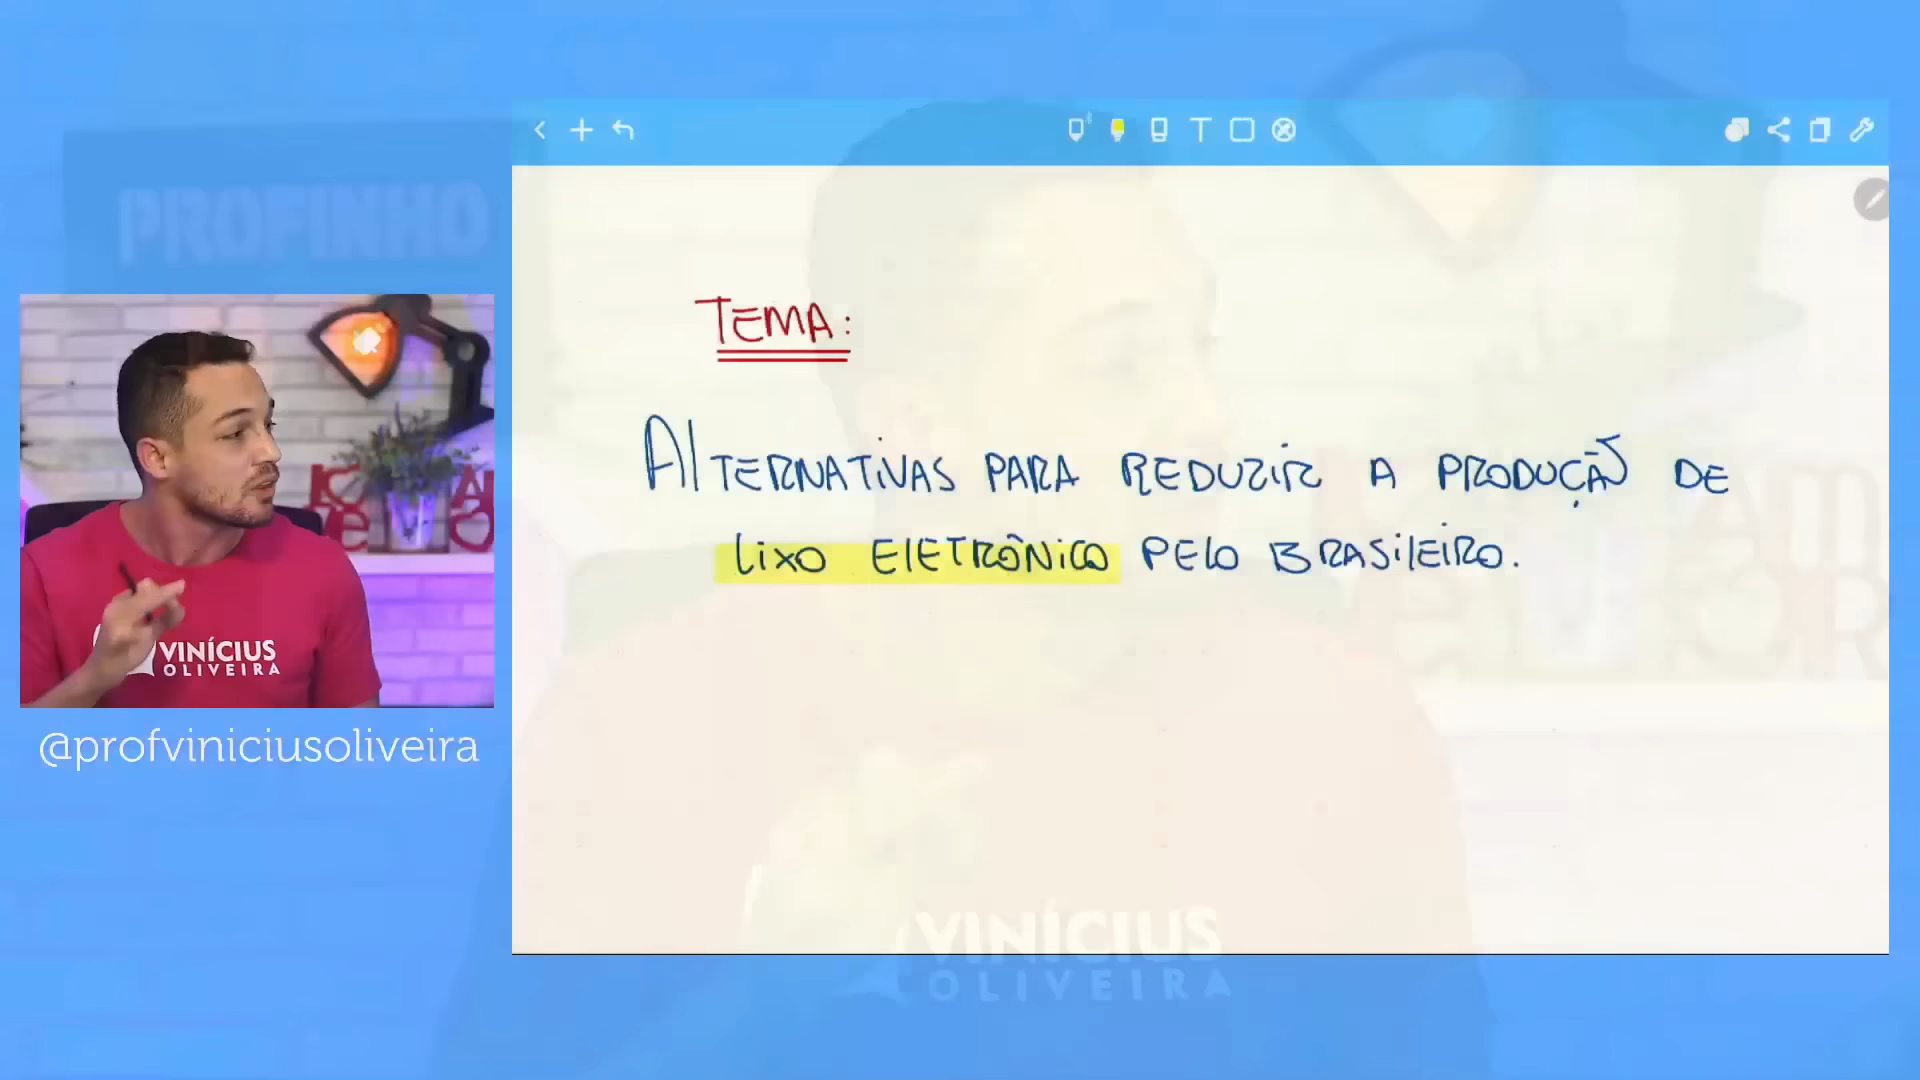 PROFINHO
TEMA:
ALTERNATIVAS PARA REDUZIR A PRODUÇÃO DE
LIXO ELETRÔNICO PELO BRASILEIRO.
VINÍCIUS
OLIVEIRA
@profviniciusoliveira
VINÍCIUS
OLIVEIRA